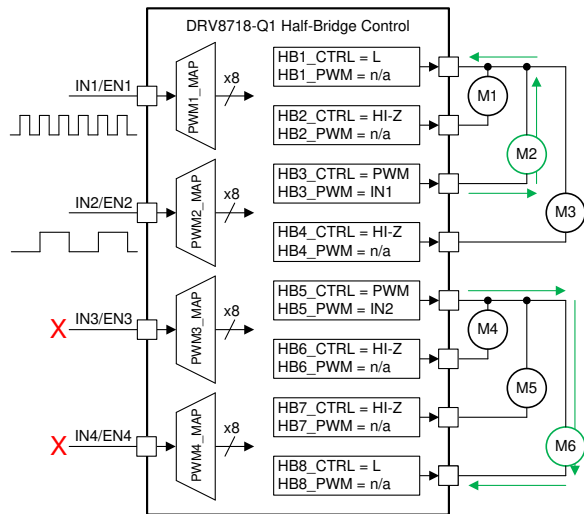 DRV8718-Q1 Half-Bridge Control
IN1/EN1
PWM1_MAP
x8
HB1_CTRL = L
HB1_PWM = n/a
M1
HB2_CTRL = HI-Z
HB2_PWM = n/a
M2
IN2/EN2
PWM2_MAP
x8
HB3_CTRL = PWM
HB3_PWM = IN1
M3
HB4_CTRL = HI-Z
HB4_PWM = n/a
X
IN3/EN3
PWM3_MAP
x8
HB5_CTRL = PWM
HB5_PWM = IN2
M4
HB6_CTRL = HI-Z
HB6_PWM = n/a
M5
X
IN4/EN4
PWM4_MAP
x8
HB7_CTRL = HI-Z
HB7_PWM = n/a
M6
HB8_CTRL = L
HB8_PWM = n/a